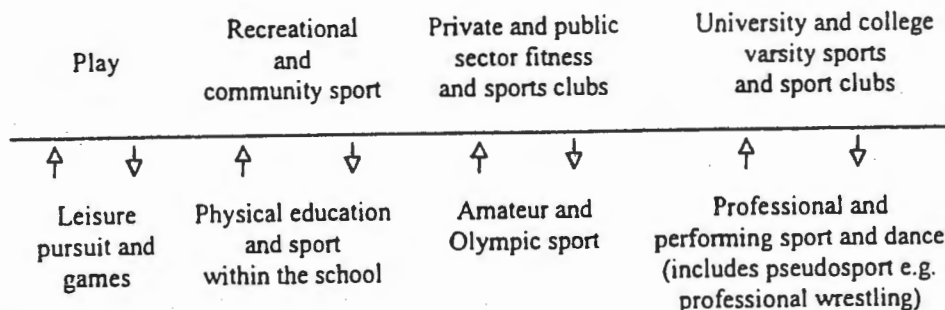 Play
Recreational
and
community sport
Private and public
sector fitness
and sports clubs
University and college
varsity sports
and sport clubs
Leisure
pursuit and
games
Physical education
and sport
within the school
Amateur and
Olympic sport
Professional and
performing sport and dance
(includes pseudosport e.g.
professional wrestling)